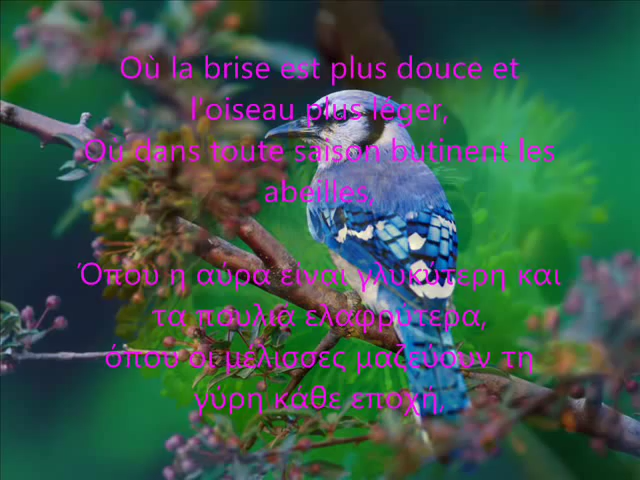 Où la brise est plus douce et
l'oiseau plus léger,
Où dans toute saison butinent les
abeilles,
Όπου η αύρα είναι γλυκύτερη και
τα πουλιά ελαφρύτερα,
όπου οι μέλισσες μαζεύουν τη
γύρη κάθε εποχή,